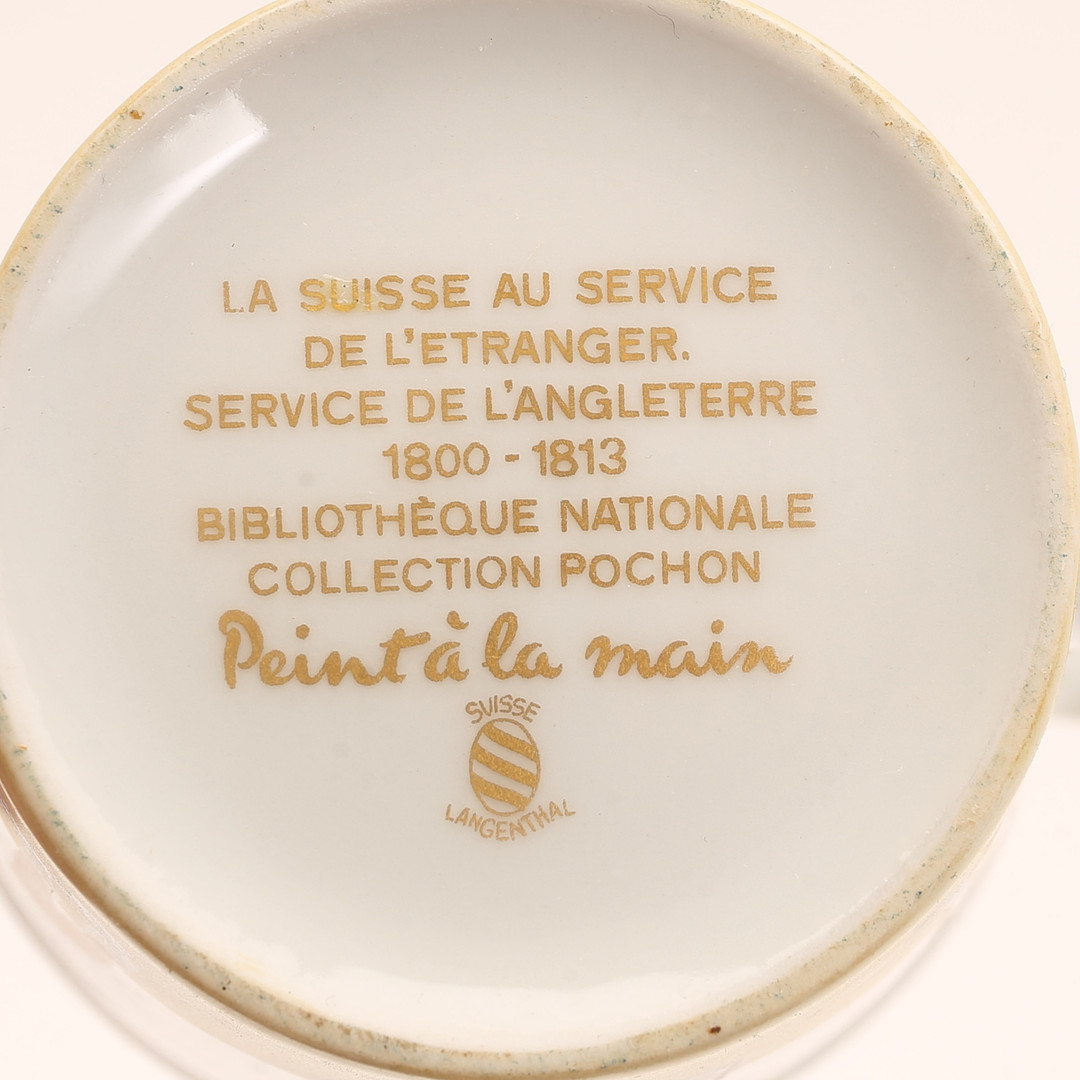 LA SUISSE AU SERVICE
DE L'ETRANGER.
SERVICE DE L'ANGLETERRE
1800 - 1813
BIBLIOTHÈQUE NATIONALE
COLLECTION POCHON
Peint à la main
SUISSE
LANGENTHAL